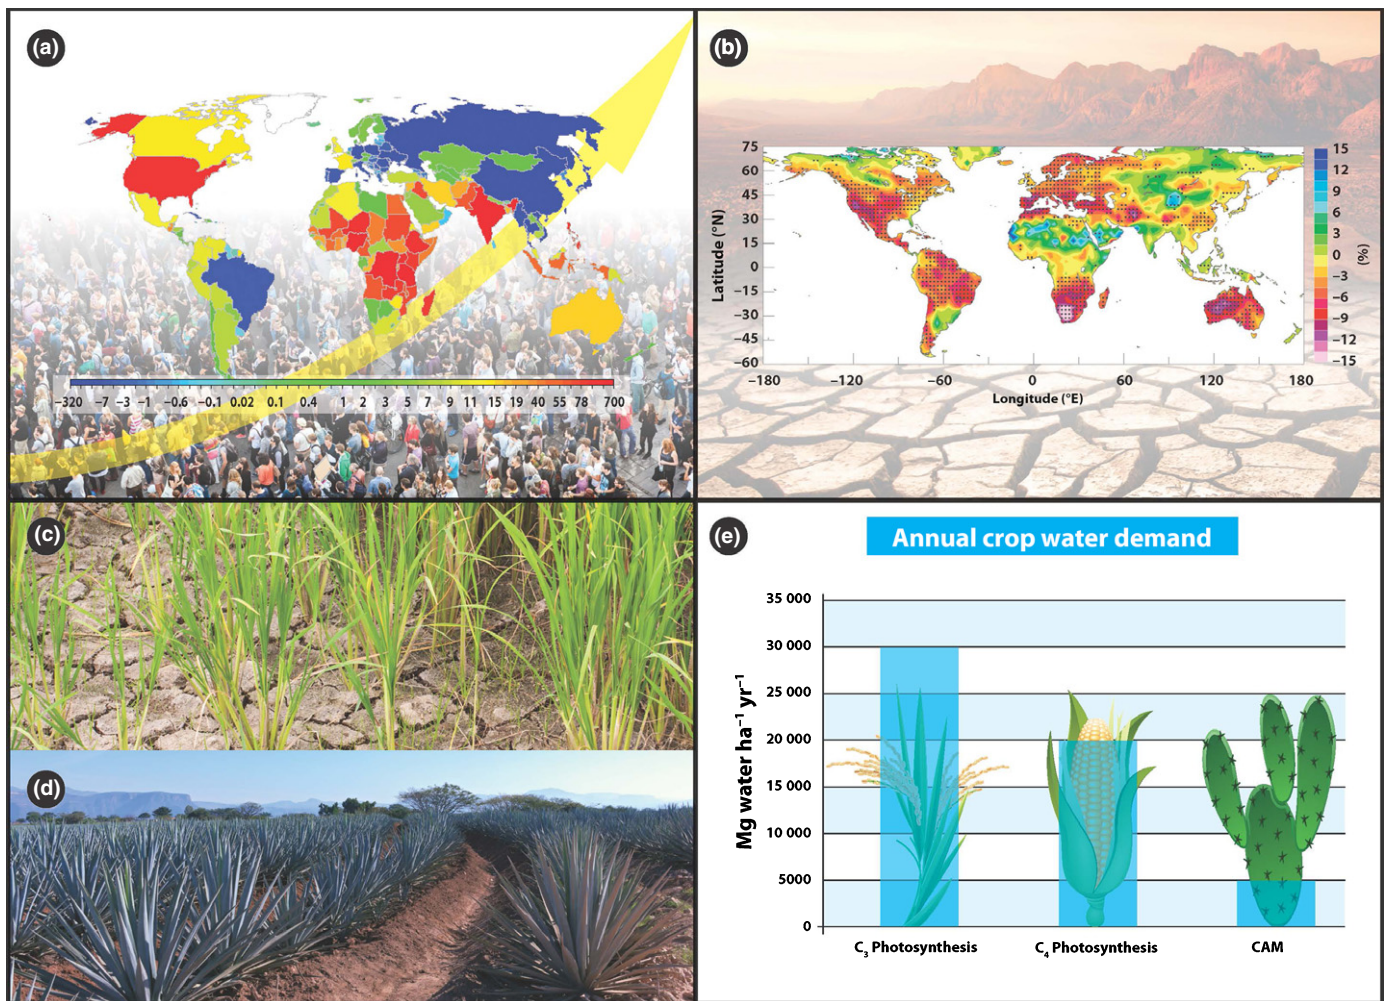 (a)
−320 −7 −3 −1 −0.6 −0.1 0.02 0.1 0.4 1 2 3 5 7 9 11 15 19 40 55 78 700
(b)
75
60
45
30
15
0
−15
−30
−45
−60
Latitude (°N)
−180 −120 −60 0 60 120 180
Longitude (°E)
15
12
9
6
3
0
−3
−6
−9
−12
−15
(%)
(c)
(d)
(e)
Annual crop water demand
35 000
30 000
25 000
20 000
15 000
10 000
5000
0
Mg water ha⁻¹ yr⁻¹
C₃ Photosynthesis
C₄ Photosynthesis
CAM